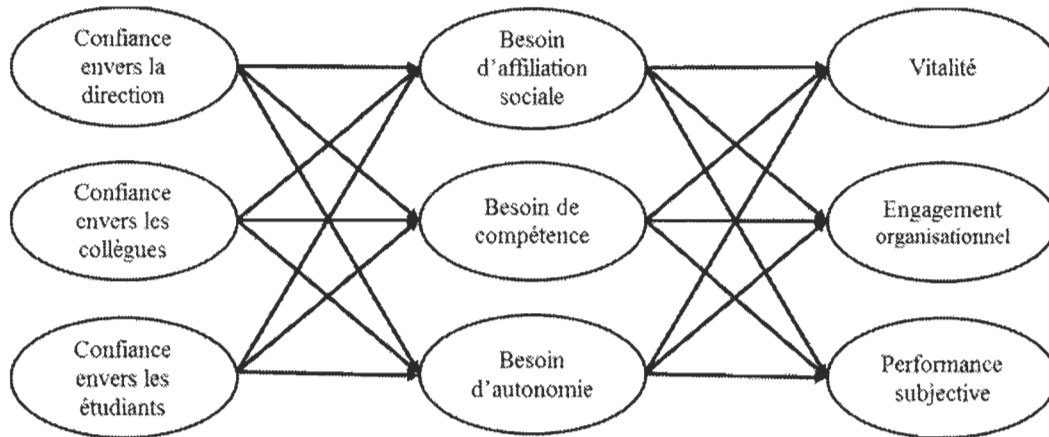 Confiance
envers la
direction
Besoin
d'affiliation
sociale
Vitalité
Confiance
envers les
collègues
Besoin de
compétence
Engagement
organisationnel
Confiance
envers les
étudiants
Besoin
d'autonomie
Performance
subjective